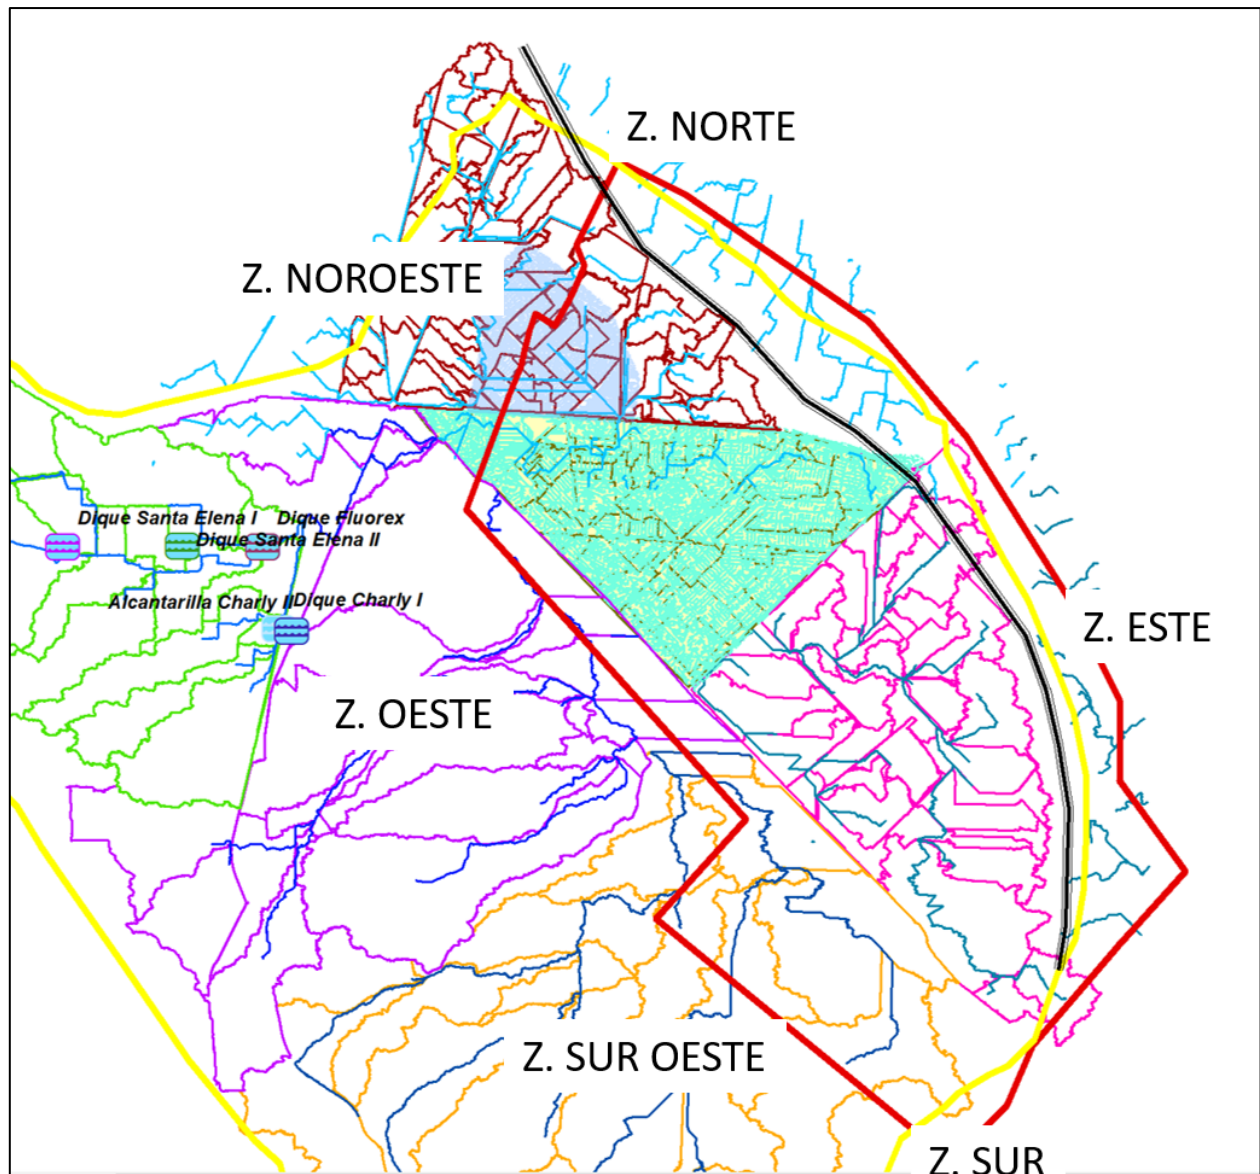 Z. NORTE
Z. NOROESTE
Dique Santa Elena I
Dique Fluorex
Dique Santa Elena II
Alcantarilla Charly II
Dique Charly I
Z. ESTE
Z. OESTE
Z. SUR OESTE
Z. SUR